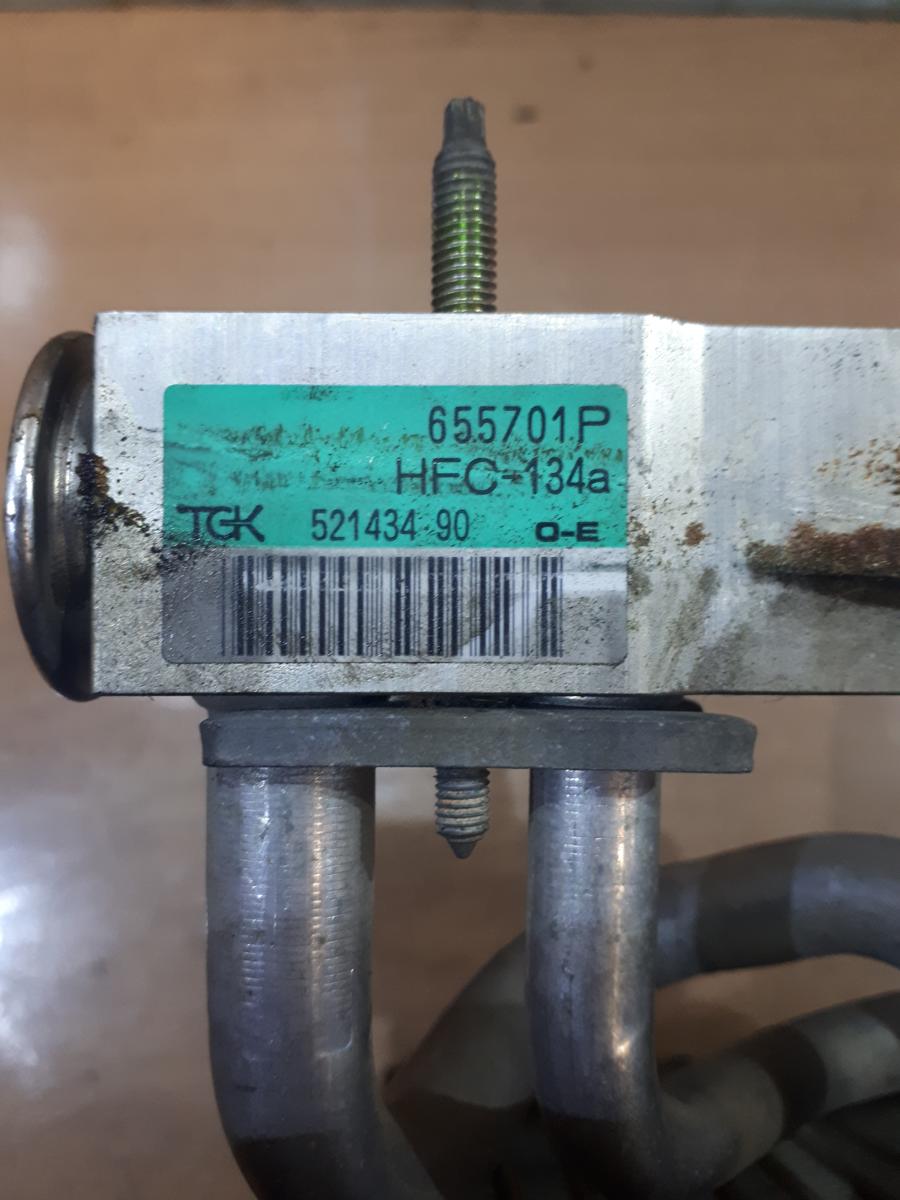 655701P
HFC-134a
TGK 521434 90 O-E